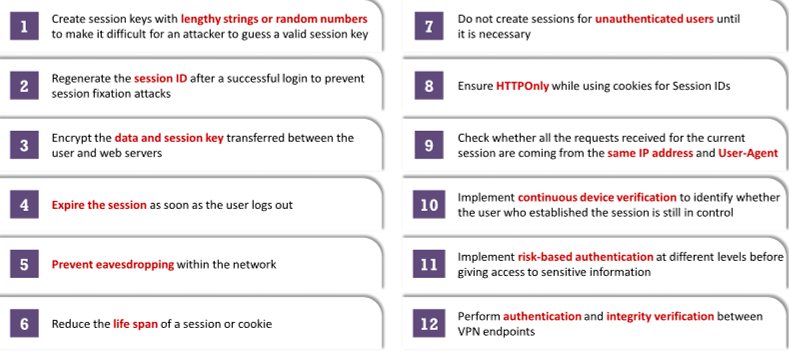 1
Create session keys with lengthy strings or random numbers
to make it difficult for an attacker to guess a valid session key
2
Regenerate the session ID after a successful login to prevent
session fixation attacks
3
Encrypt the data and session key transferred between the
user and web servers
4
Expire the session as soon as the user logs out
5
Prevent eavesdropping within the network
6
Reduce the life span of a session or cookie
7
Do not create sessions for unauthenticated users until
it is necessary
8
Ensure HTTPOnly while using cookies for Session IDs
9
Check whether all the requests received for the current
session are coming from the same IP address and User-Agent
10
Implement continuous device verification to identify whether
the user who established the session is still in control
11
Implement risk-based authentication at different levels before
giving access to sensitive information
12
Perform authentication and integrity verification between
VPN endpoints